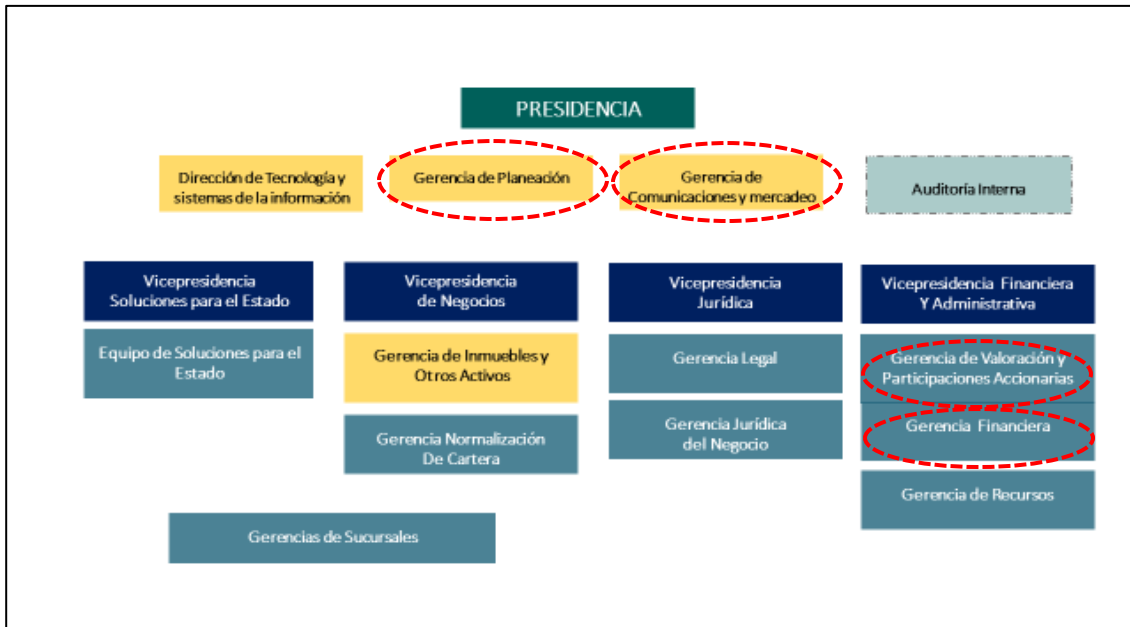 PRESIDENCIA
Dirección de Tecnología y
sistemas de la información
Gerencia de Planeación
Gerencia de
Comunicaciones y mercadeo
Auditoría Interna
Vicepresidencia
Soluciones para el Estado
Vicepresidencia
de Negocios
Vicepresidencia
Jurídica
Vicepresidencia Financiera
Y Administrativa
Equipo de Soluciones para el
Estado
Gerencia de Inmuebles y
Otros Activos
Gerencia Legal
Gerencia de Valoración y
Participaciones Accionarias
Gerencia Normalización
De Cartera
Gerencia Jurídica
del Negocio
Gerencia Financiera
Gerencia de Recursos
Gerencias de Sucursales